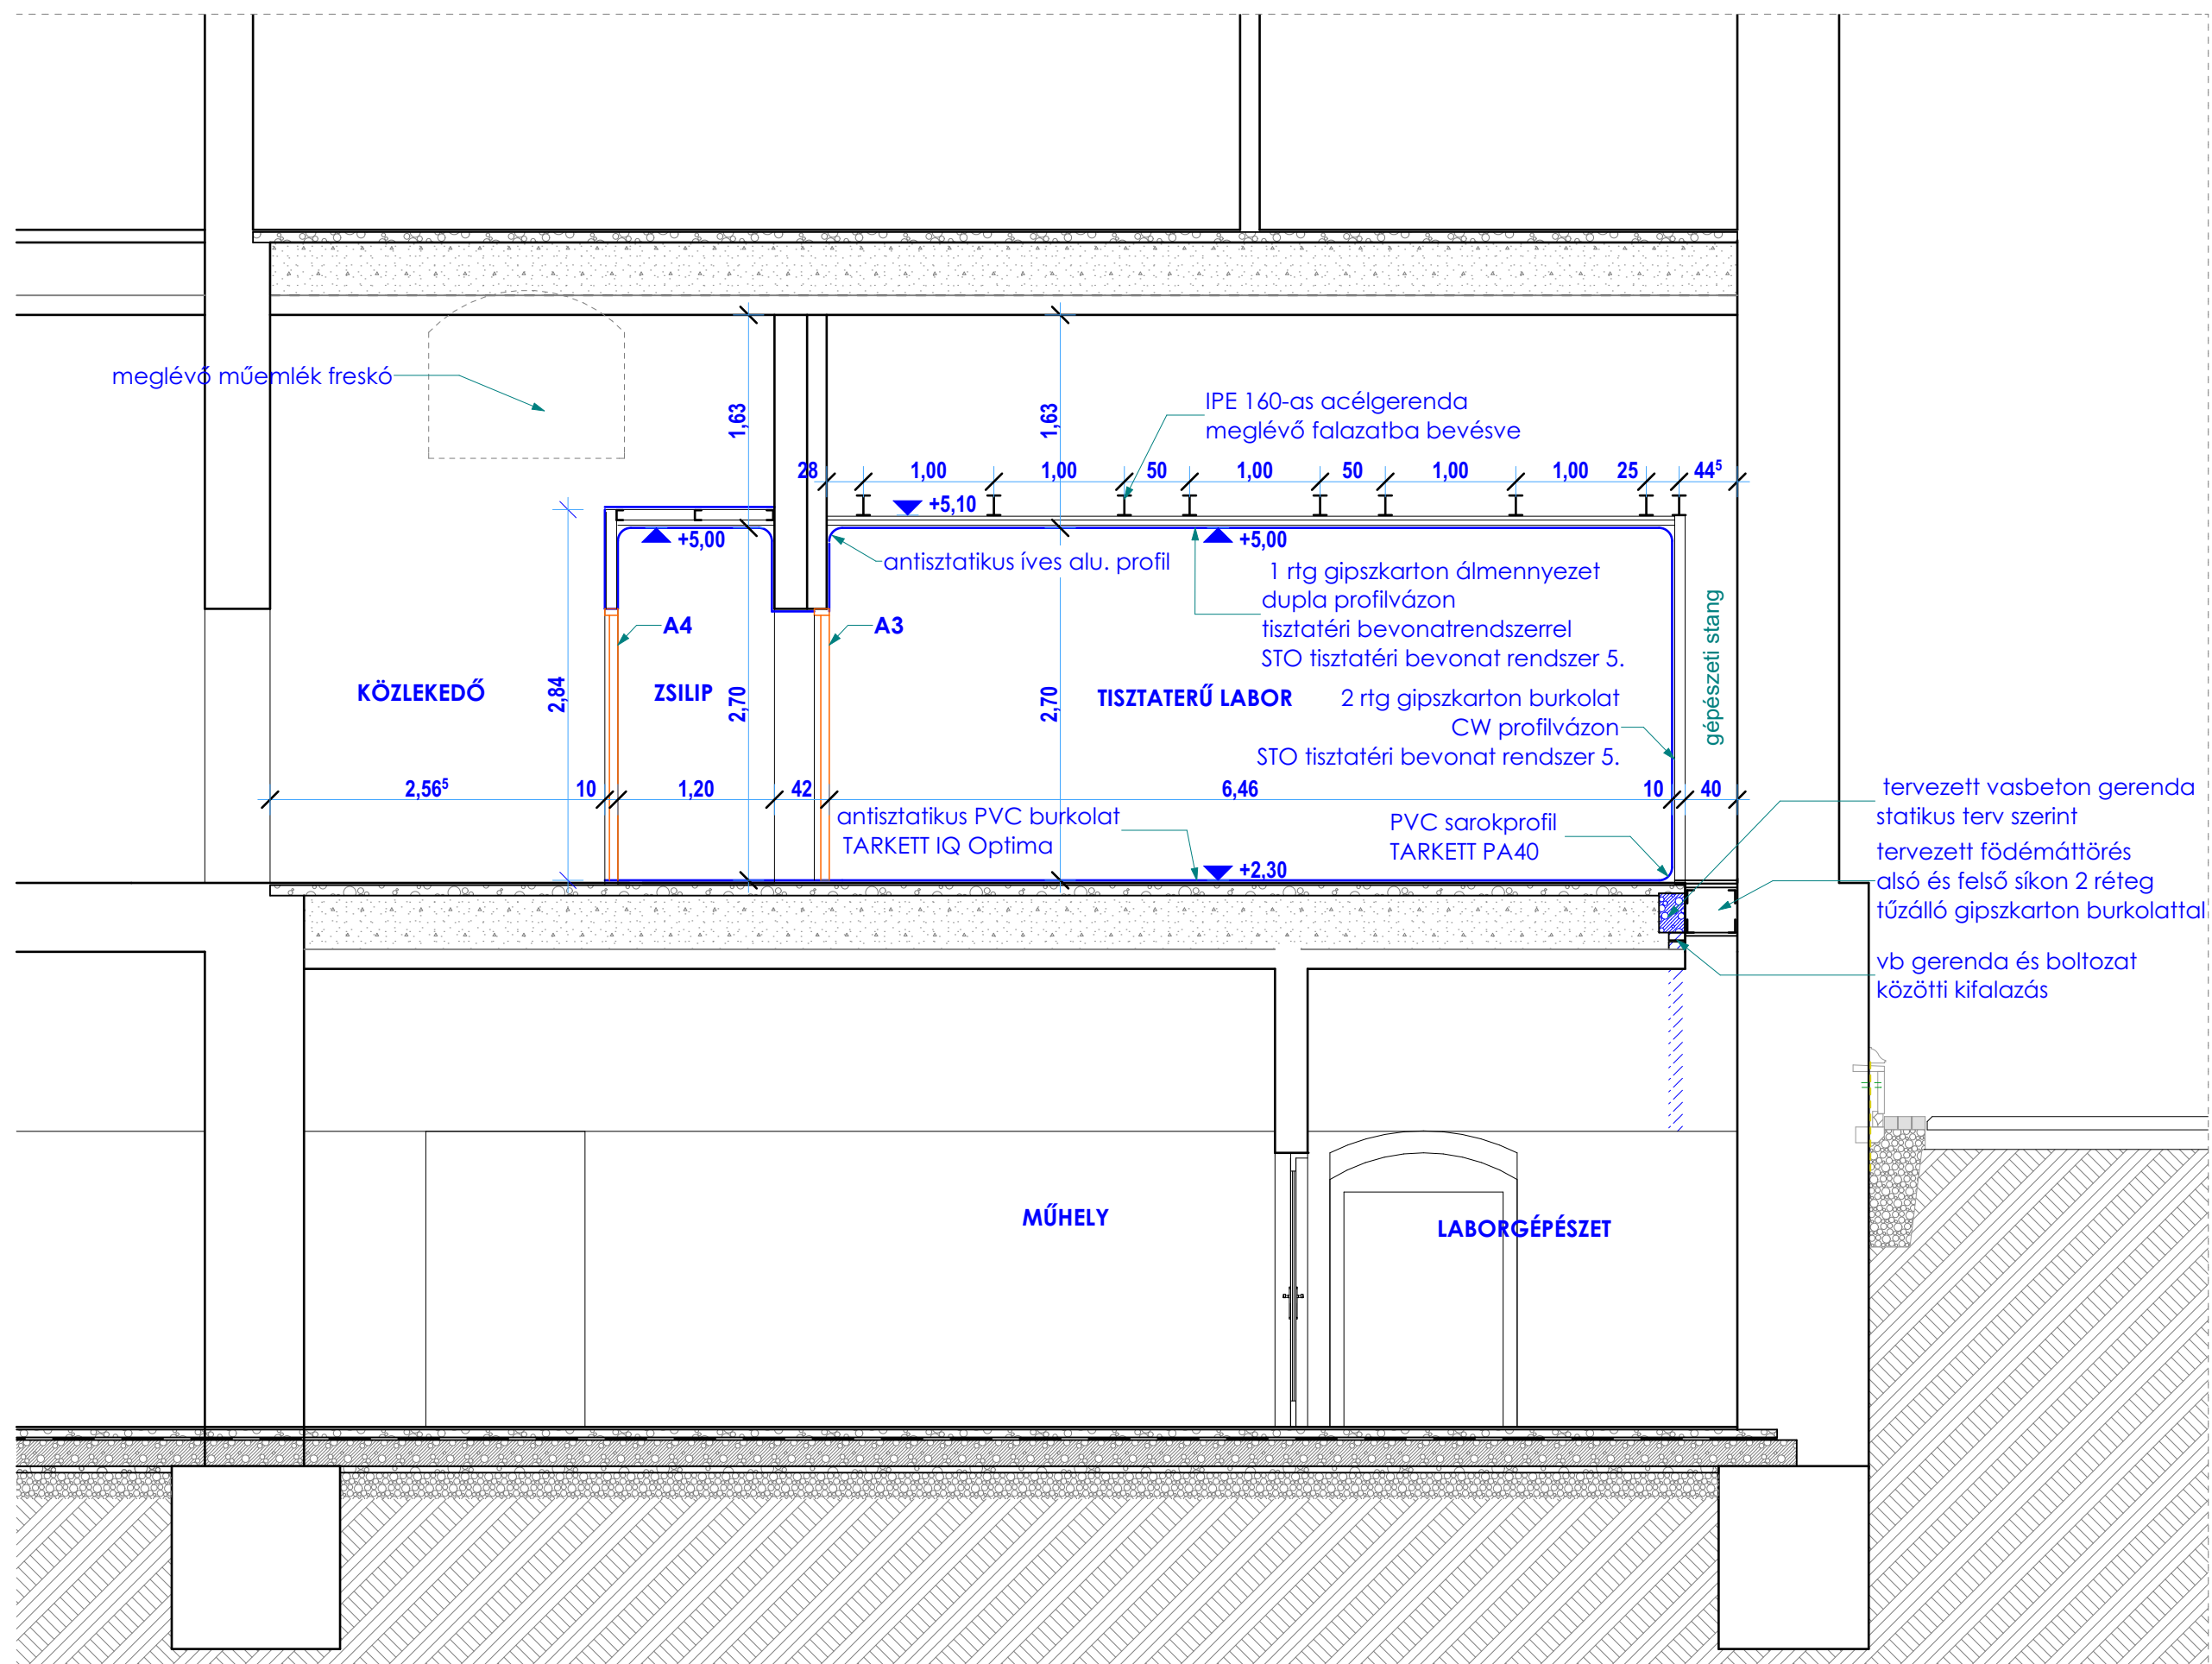 meglévő műemlék freskó
1,63
1,63
IPE 160-as acélgerenda
meglévő falazatba bevésve
28 1,00 1,00 50 1,00 50 1,00 1,00 25 44⁵
+5,10
+5,00
+5,00
antisztatikus íves alu. profil
1 rtg gipszkarton álmennyezet
dupla profilvázon
tisztatéri bevonatrendszerrel
STO tisztatéri bevonat rendszer 5.
A4
A3
gépészeti stang
KÖZLEKEDŐ
2,84
ZSILIP
2,70
2,70
TISZTATERŰ LABOR
2 rtg gipszkarton burkolat
CW profilvázon
STO tisztatéri bevonat rendszer 5.
2,56⁵ 10 1,20 42 6,46 10 40
antisztatikus PVC burkolat
TARKETT IQ Optima
PVC sarokprofil
TARKETT PA40
+2,30
tervezett vasbeton gerenda
statikus terv szerint
tervezett födémáttörés
alsó és felső síkon 2 réteg
tűzálló gipszkarton burkolattal
vb gerenda és boltozat
közötti kifalazás
MŰHELY
LABORGÉPÉSZET